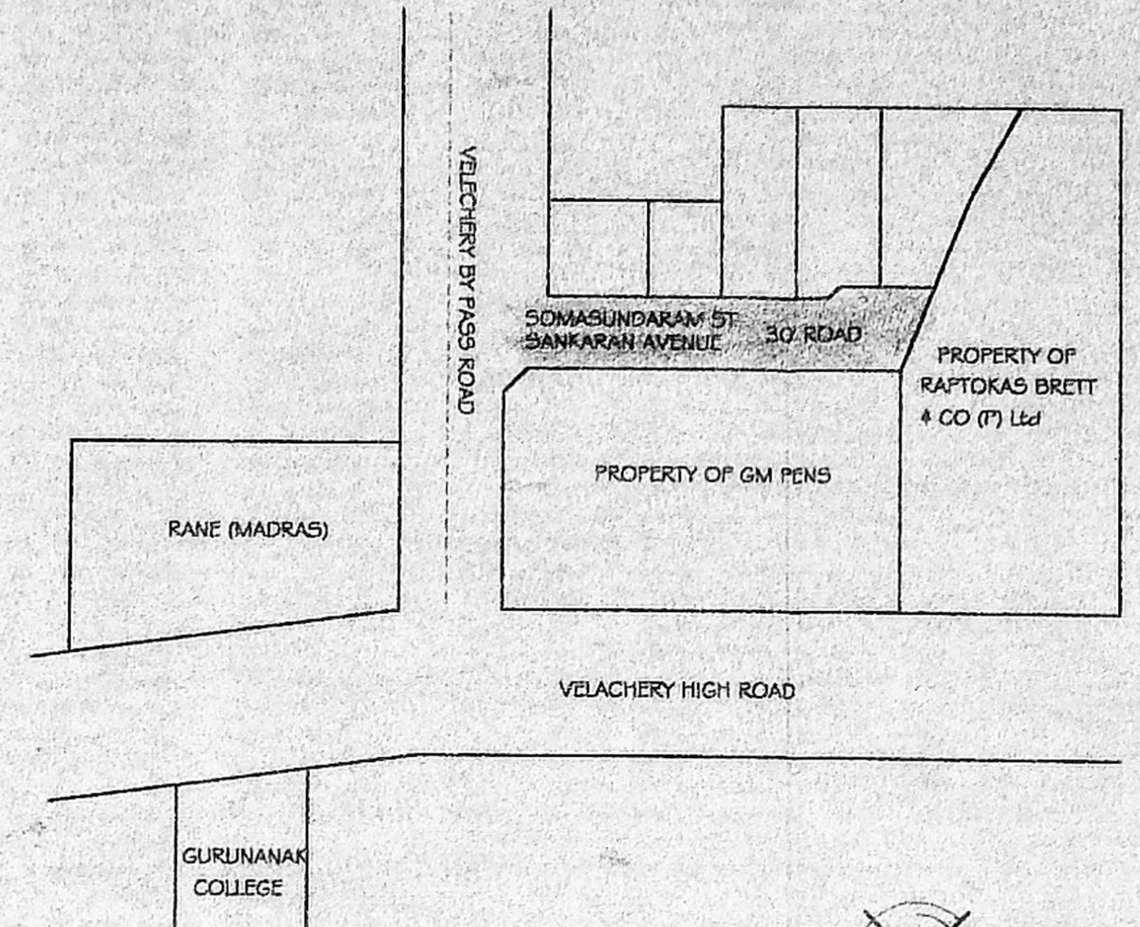 VELECHERY BY PASS ROAD
SOMASUNDARAM ST
SANKARAN AVENUE
30' ROAD
PROPERTY OF
RAPTOKAS BRETT
& CO (P) Ltd
PROPERTY OF GM PENS
RANE (MADRAS)
VELACHERY HIGH ROAD
GURUNANAK
COLLEGE